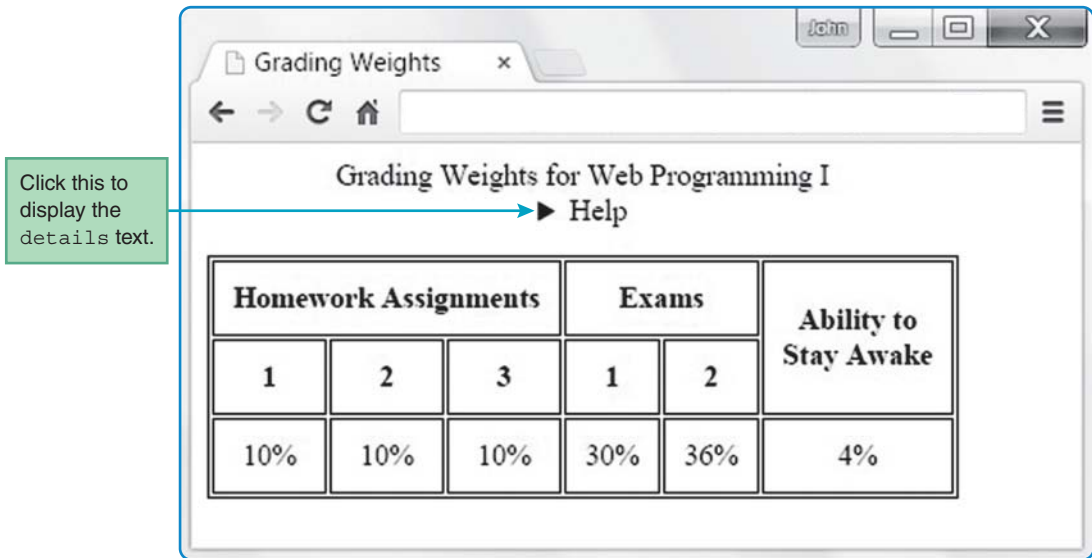 John
Grading Weights
Click this to
display the
details text.
Grading Weights for Web Programming I
Help
Homework Assignments Exams Ability to
Stay Awake
1 2 3 1 2
10% 10% 10% 30% 36% 4%